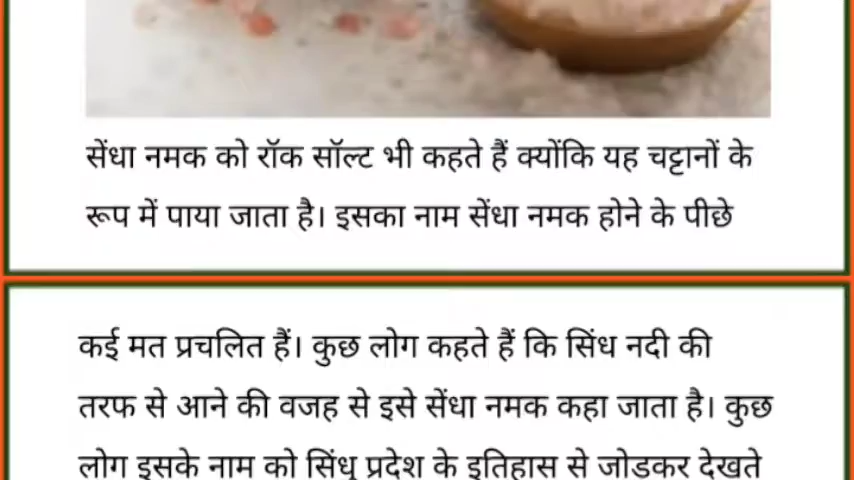 सेंधा नमक को रॉक सॉल्ट भी कहते हैं क्योंकि यह चट्टानों के
रूप में पाया जाता है। इसका नाम सेंधा नमक होने के पीछे
कई मत प्रचलित हैं। कुछ लोग कहते हैं कि सिंध नदी की
तरफ से आने की वजह से इसे सेंधा नमक कहा जाता है। कुछ
लोग इसके नाम को सिंधु प्रदेश के इतिहास से जोडकर देखते